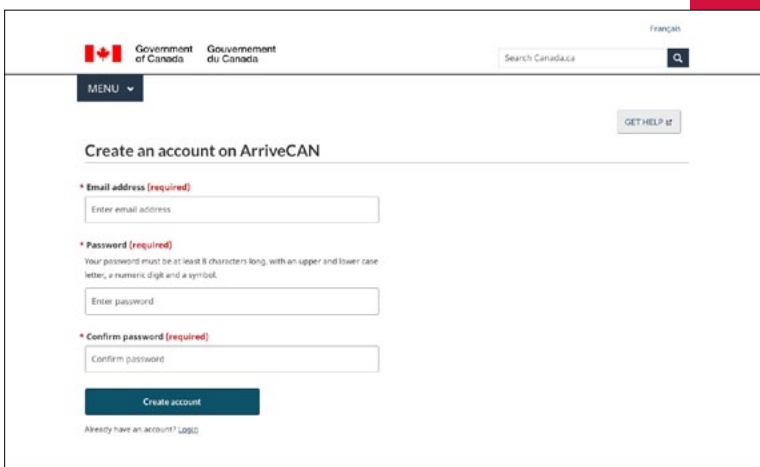 Français
Government of Canada
Gouvernement du Canada
Search Canada.ca
MENU
GET HELP
Create an account on ArriveCAN
* Email address (required)
Enter email address
* Password (required)
Your password must be at least 8 characters long, with an upper and lower case
letter, a numeric digit and a symbol.
Enter password
* Confirm password (required)
Confirm password
Create account
Already have an account? Login